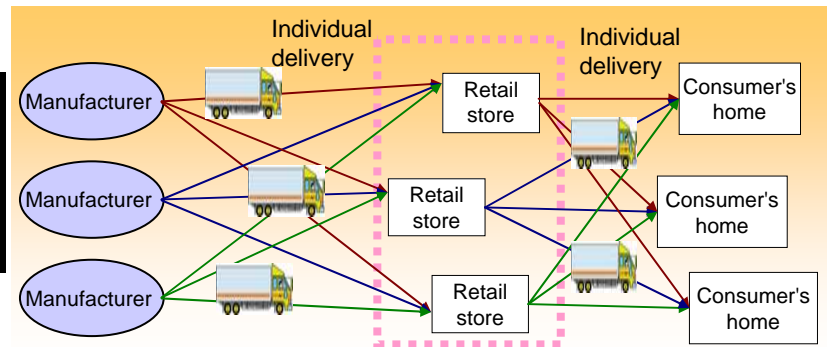 Individual
delivery
Individual
delivery
Manufacturer
Retail
store
Consumer's
home
Manufacturer
Retail
store
Consumer's
home
Manufacturer
Retail
store
Consumer's
home